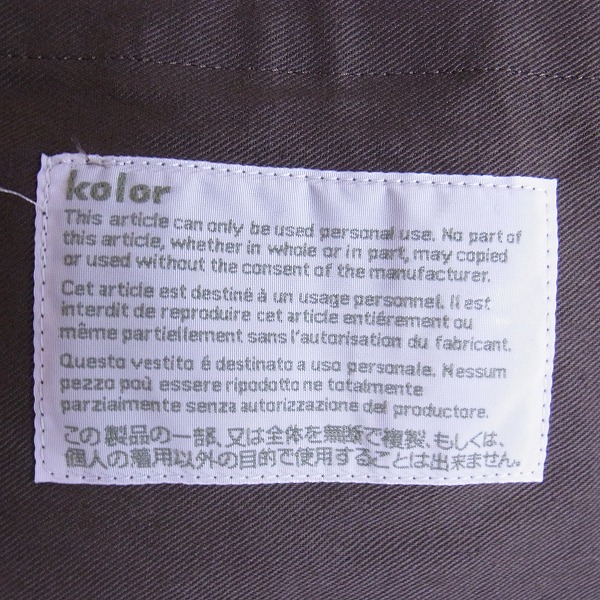 kolor
This article can only be used personal use. No part of
this article, whether in whole or in part, may copied
or used without the consent of the manufacturer.
Cet article est destiné à un usage personnel. Il est
interdit de reproduire cet article entiérement ou
même partiellement sans l'autorisation du fabricant.
Questo vestito é destinato a uso personale. Nessum
pezzo poù essere ripodotto ne totalmente
parziaimente senza autorizzazione del productore.
この製品の一部、又は全体を無断で複製、もしくは、
個人の着用以外の目的で使用することは出来ません。